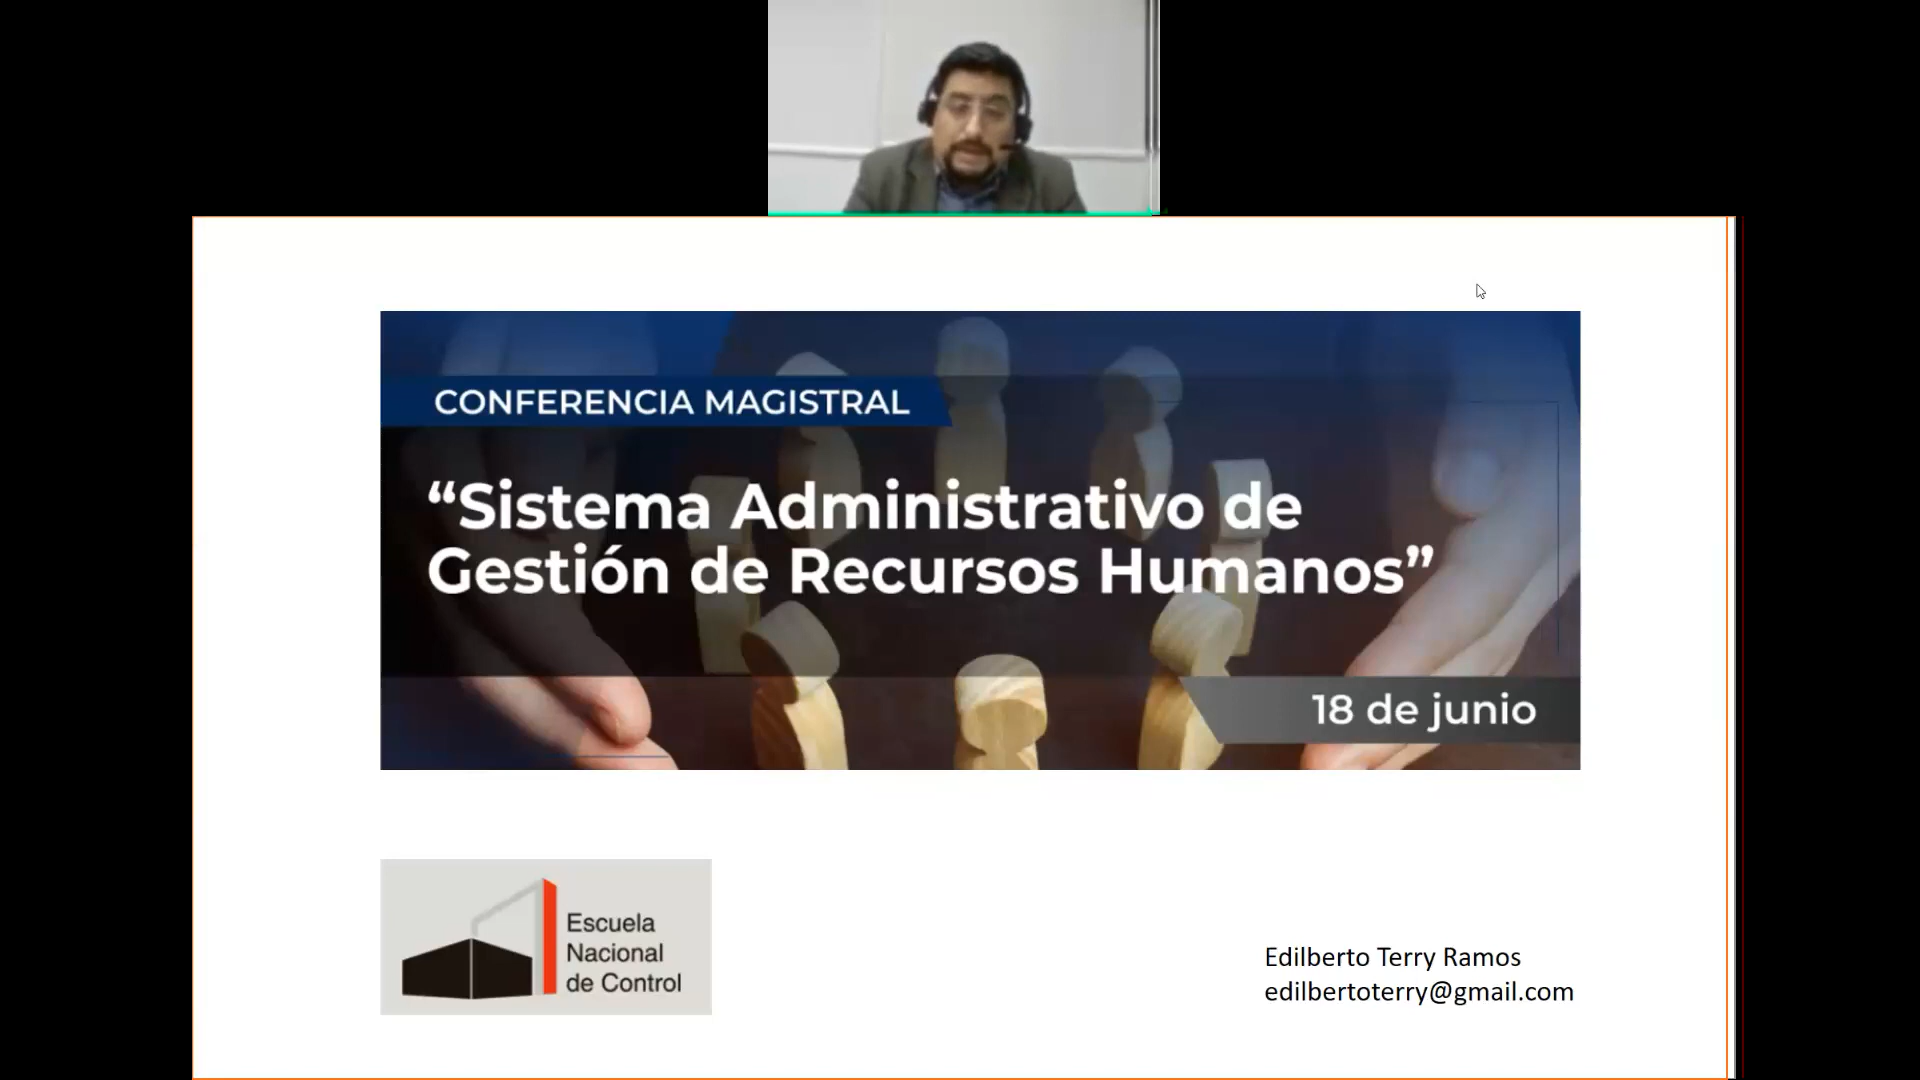 CONFERENCIA MAGISTRAL
“Sistema Administrativo de
Gestión de Recursos Humanos”
18 de junio
Escuela
Nacional
de Control
Edilberto Terry Ramos
edilbertoterry@gmail.com